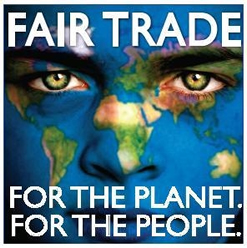 FAIR TRADE
FOR THE PLANET.
FOR THE PEOPLE.